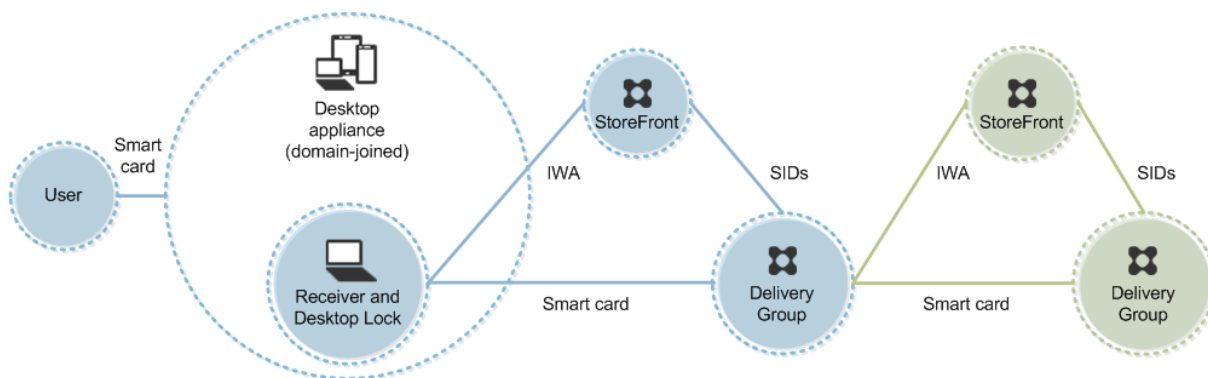 User
Smart
card
Desktop
appliance
(domain-joined)
Receiver and
Desktop Lock
IWA
StoreFront
SIDs
Smart card
Delivery
Group
IWA
StoreFront
SIDs
Smart card
Delivery
Group